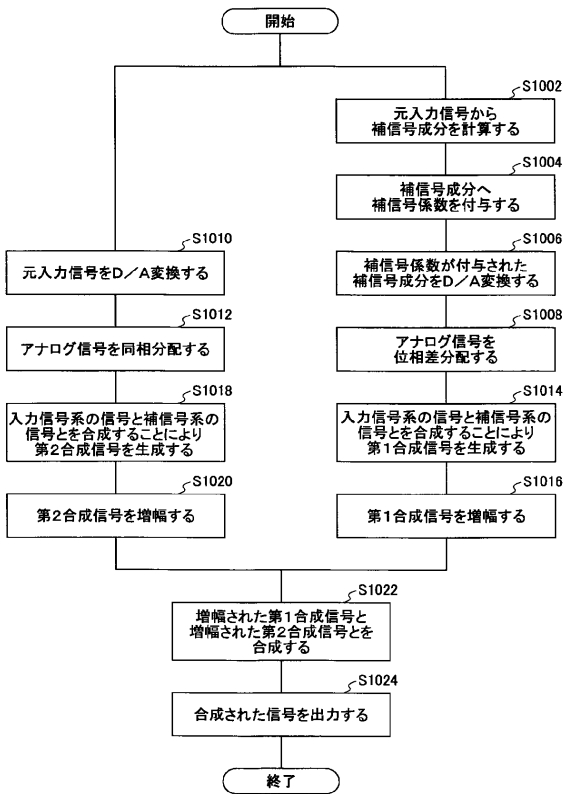 開始
S1002
元入力信号から
補信号成分を計算する
S1004
補信号成分へ
補信号係数を付与する
S1010
元入力信号をD/A変換する
S1006
補信号係数が付与された
補信号成分をD/A変換する
S1012
アナログ信号を同相分配する
S1008
アナログ信号を
位相差分配する
S1018
入力信号系の信号と補信号系の
信号とを合成することにより
第2合成信号を生成する
S1014
入力信号系の信号と補信号系の
信号とを合成することにより
第1合成信号を生成する
S1020
第2合成信号を増幅する
S1016
第1合成信号を増幅する
S1022
増幅された第1合成信号と
増幅された第2合成信号とを
合成する
S1024
合成された信号を出力する
終了